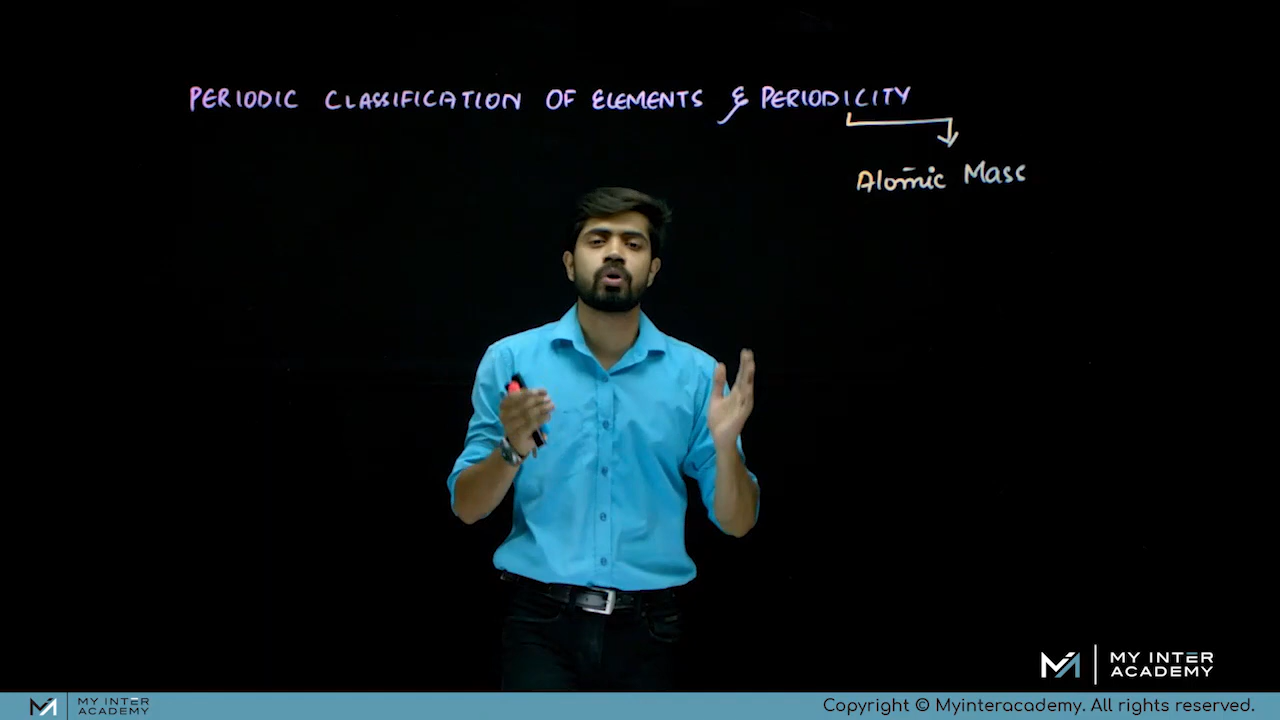 PERIODIC CLASSIFICATION OF ELEMENTS & PERIODICITY
Atomic Mass
MY INTER
ACADEMY
MY INTER
ACADEMY
Copyright © Myinteracademy. All rights reserved.